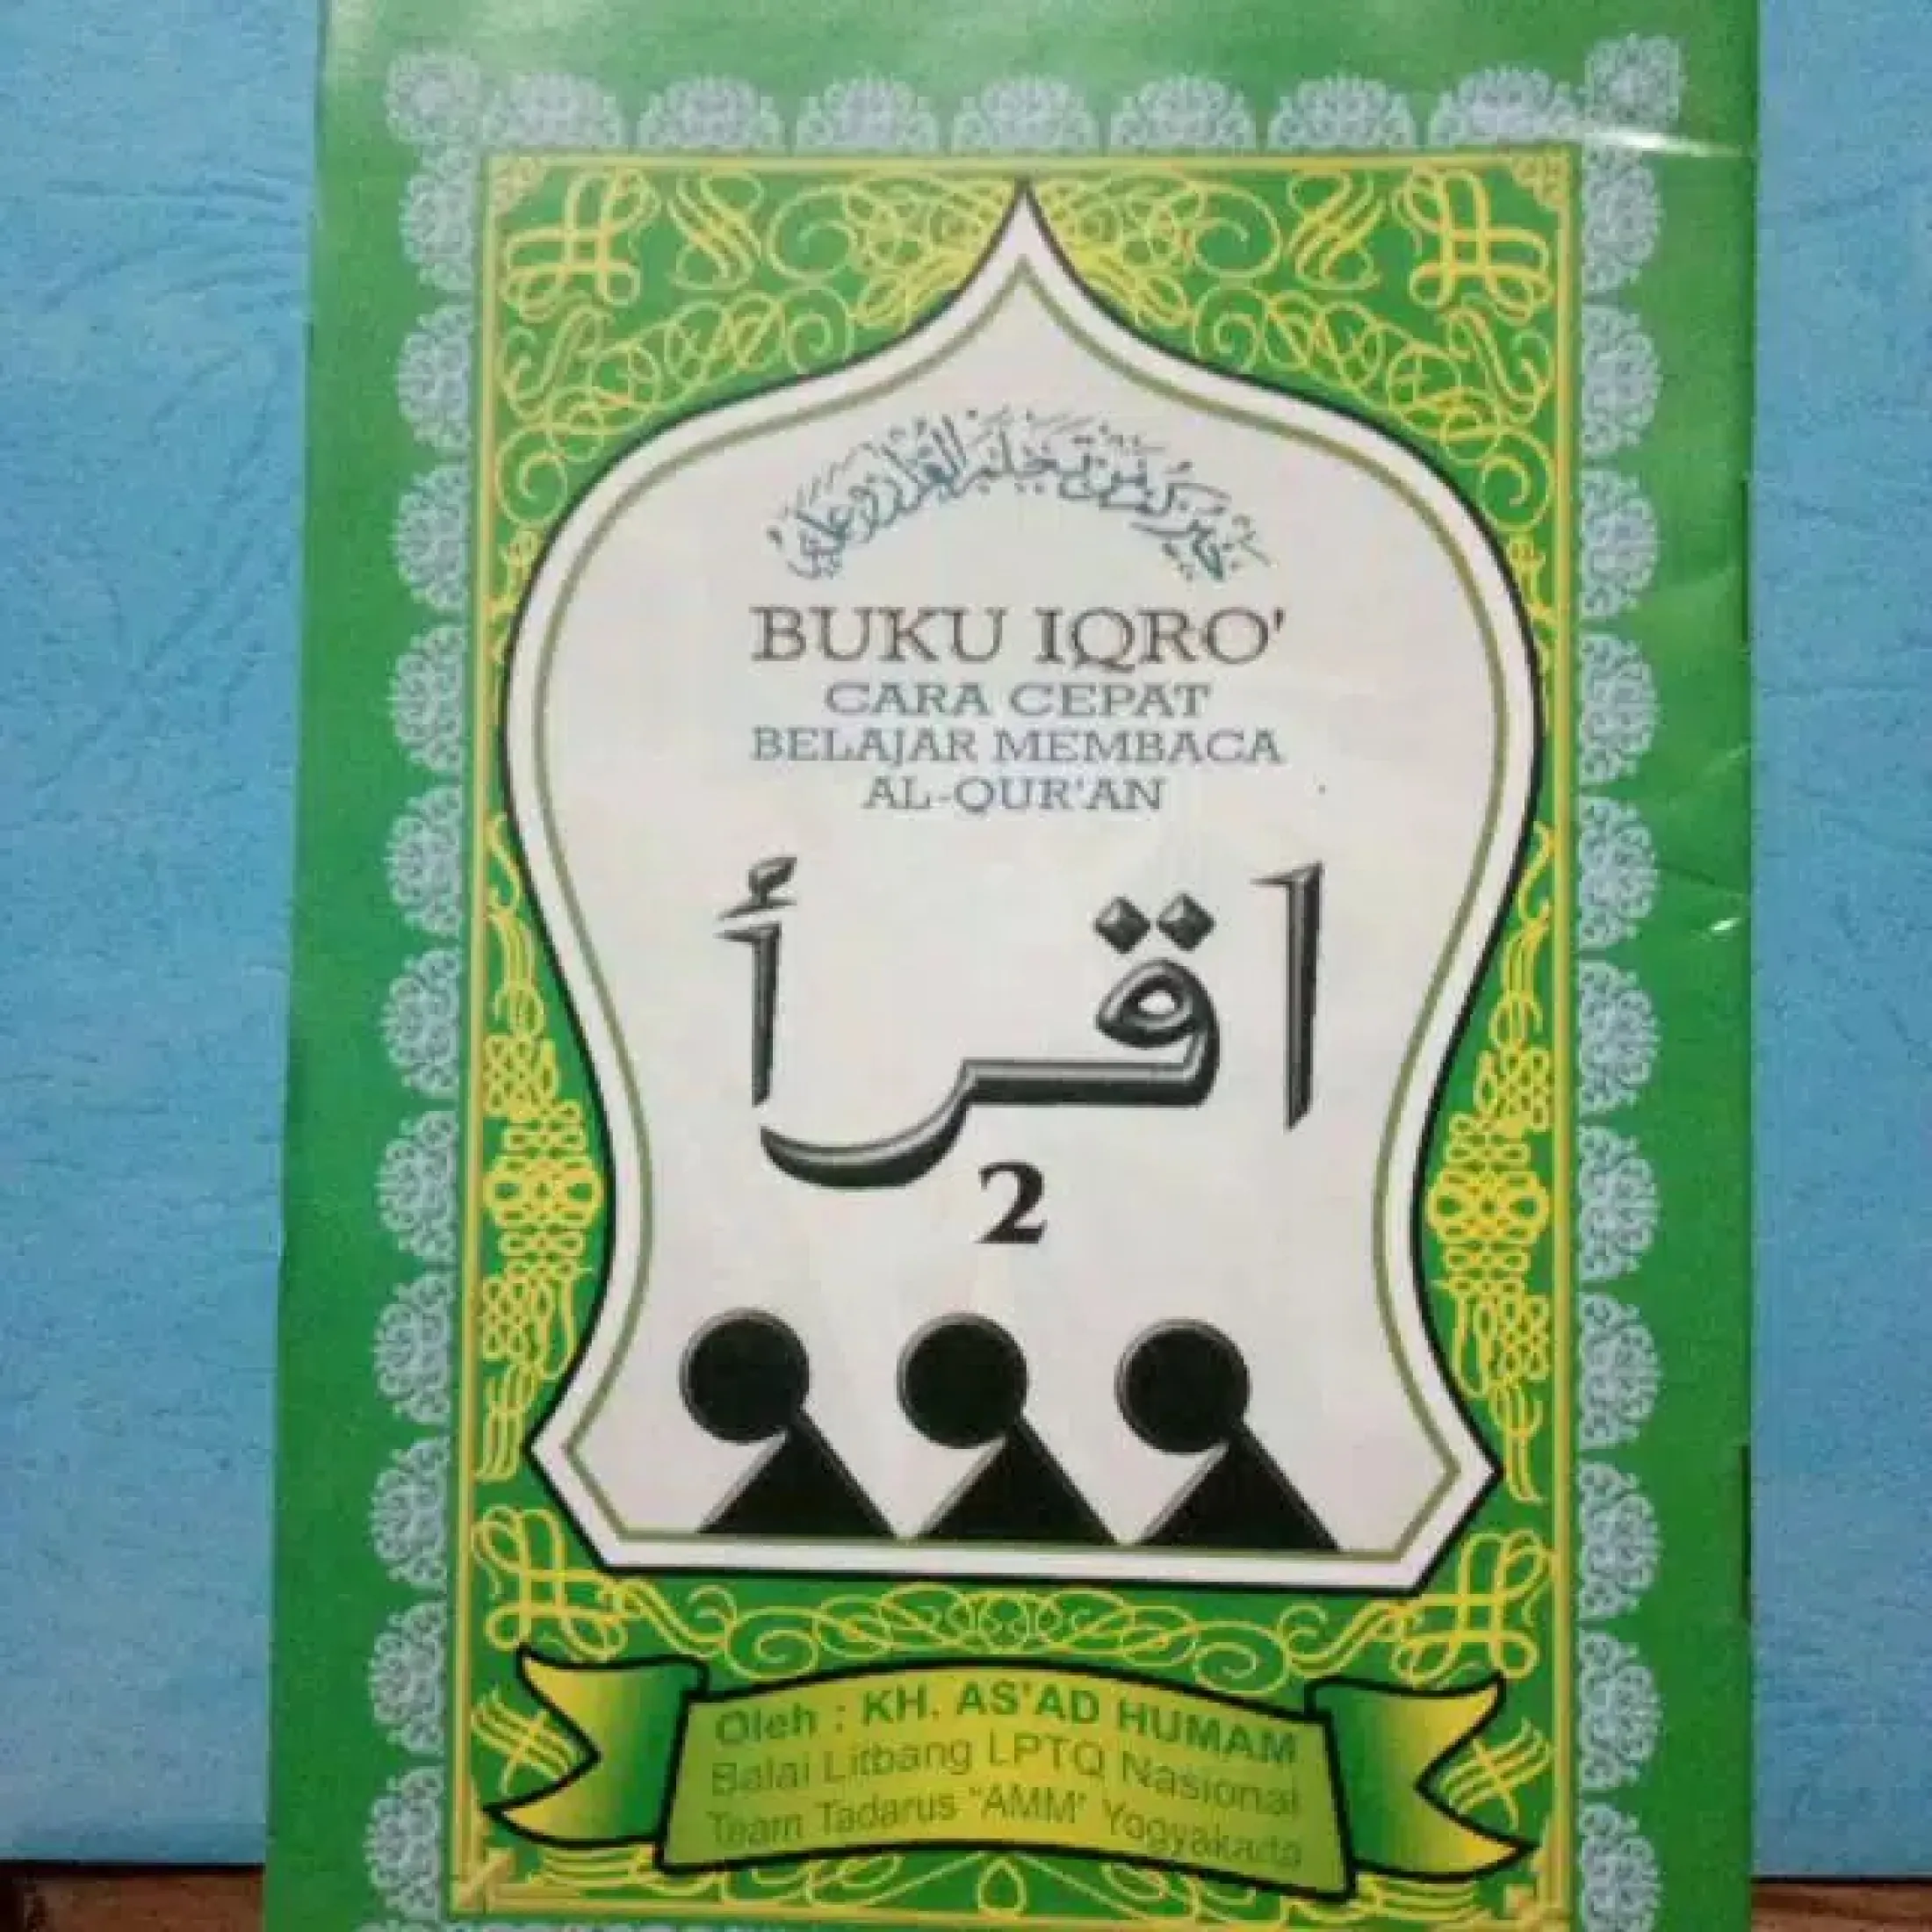 خيركم من تعلم القرآن وعلمه
BUKU IQRO'
CARA CEPAT
BELAJAR MEMBACA
AL-QUR'AN
اقرأ
2
Oleh : KH. AS'AD HUMAM
Balai Litbang LPTQ Nasional
Team Tadarus "AMM" Yogyakarta